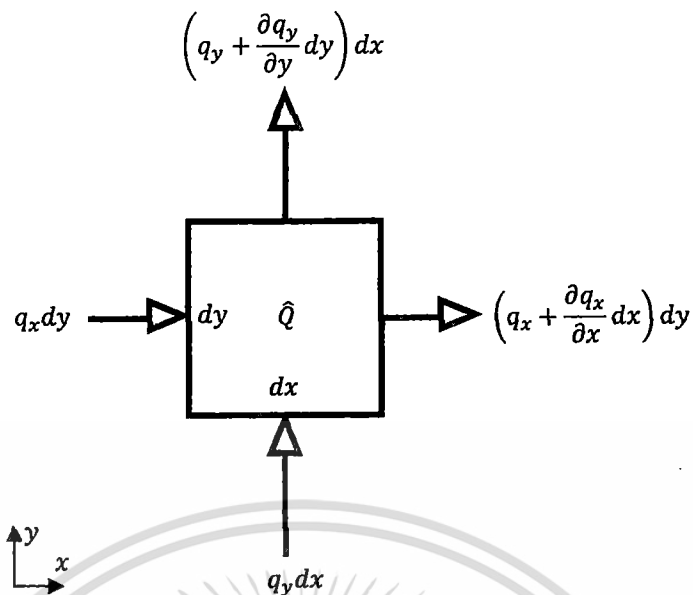 (q_y + ∂q_y/∂y dy) dx
q_x dy
dy
Q̂
(q_x + ∂q_x/∂x dx) dy
dx
y
x
q_y dx